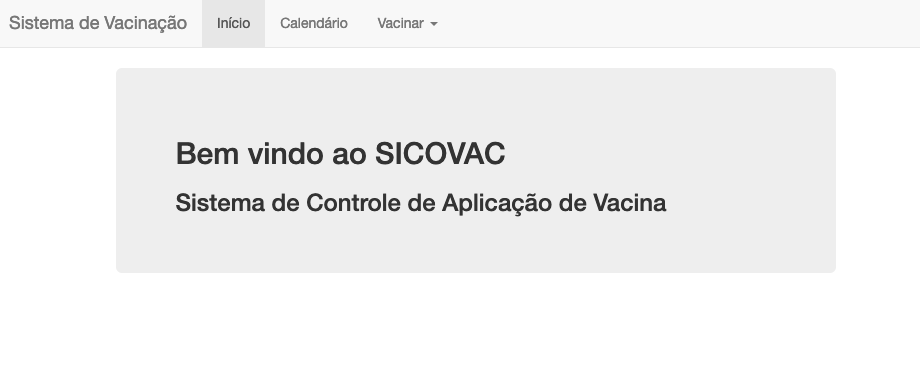 Sistema de Vacinação Início Calendário Vacinar
Bem vindo ao SICOVAC
Sistema de Controle de Aplicação de Vacina